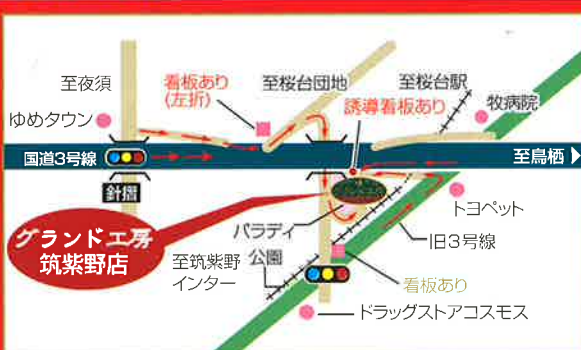 至夜須
ゆめタウン
看板あり
(左折)
至桜台団地
至桜台駅
誘導看板あり
牧病院
国道3号線
至鳥栖
針摺
グランド工房
筑紫野店
パラディ
公園
至筑紫野
インター
トヨペット
旧3号線
看板あり
ドラッグストアコスモス